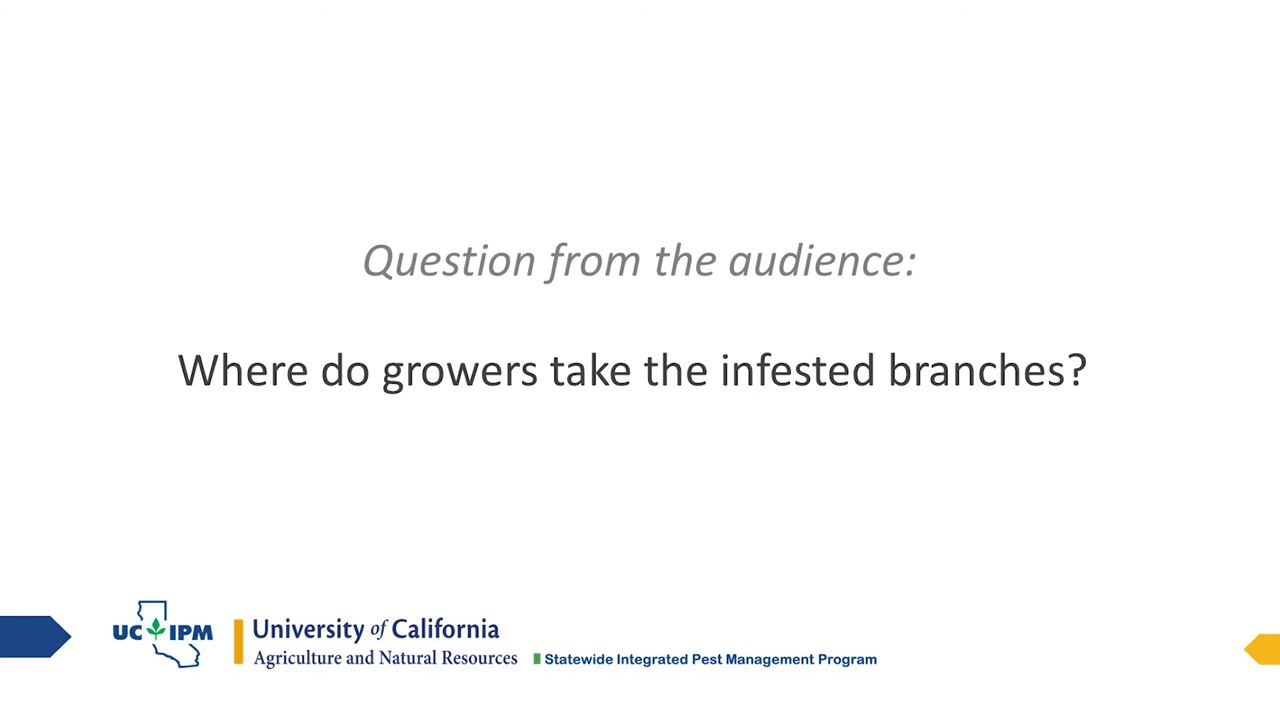 Question from the audience:
Where do growers take the infested branches?
UC IPM
University of California
Agriculture and Natural Resources
Statewide Integrated Pest Management Program